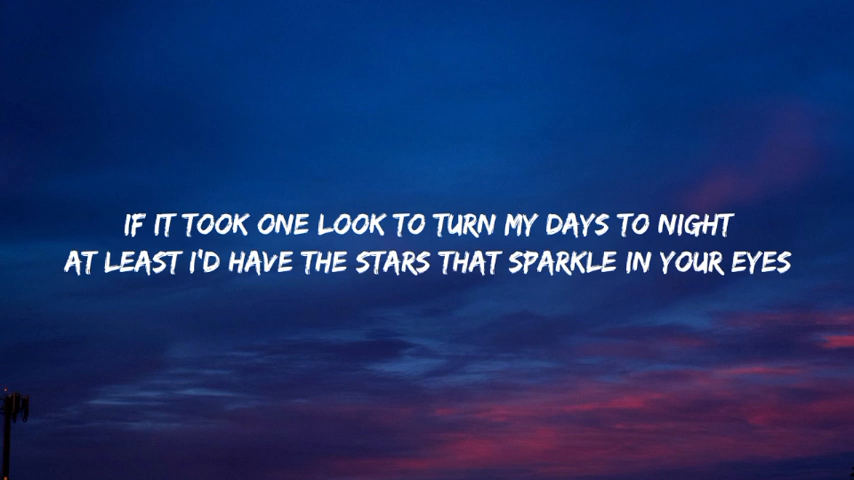 IF IT TOOK ONE LOOK TO TURN MY DAYS TO NIGHT
AT LEAST I'D HAVE THE STARS THAT SPARKLE IN YOUR EYES